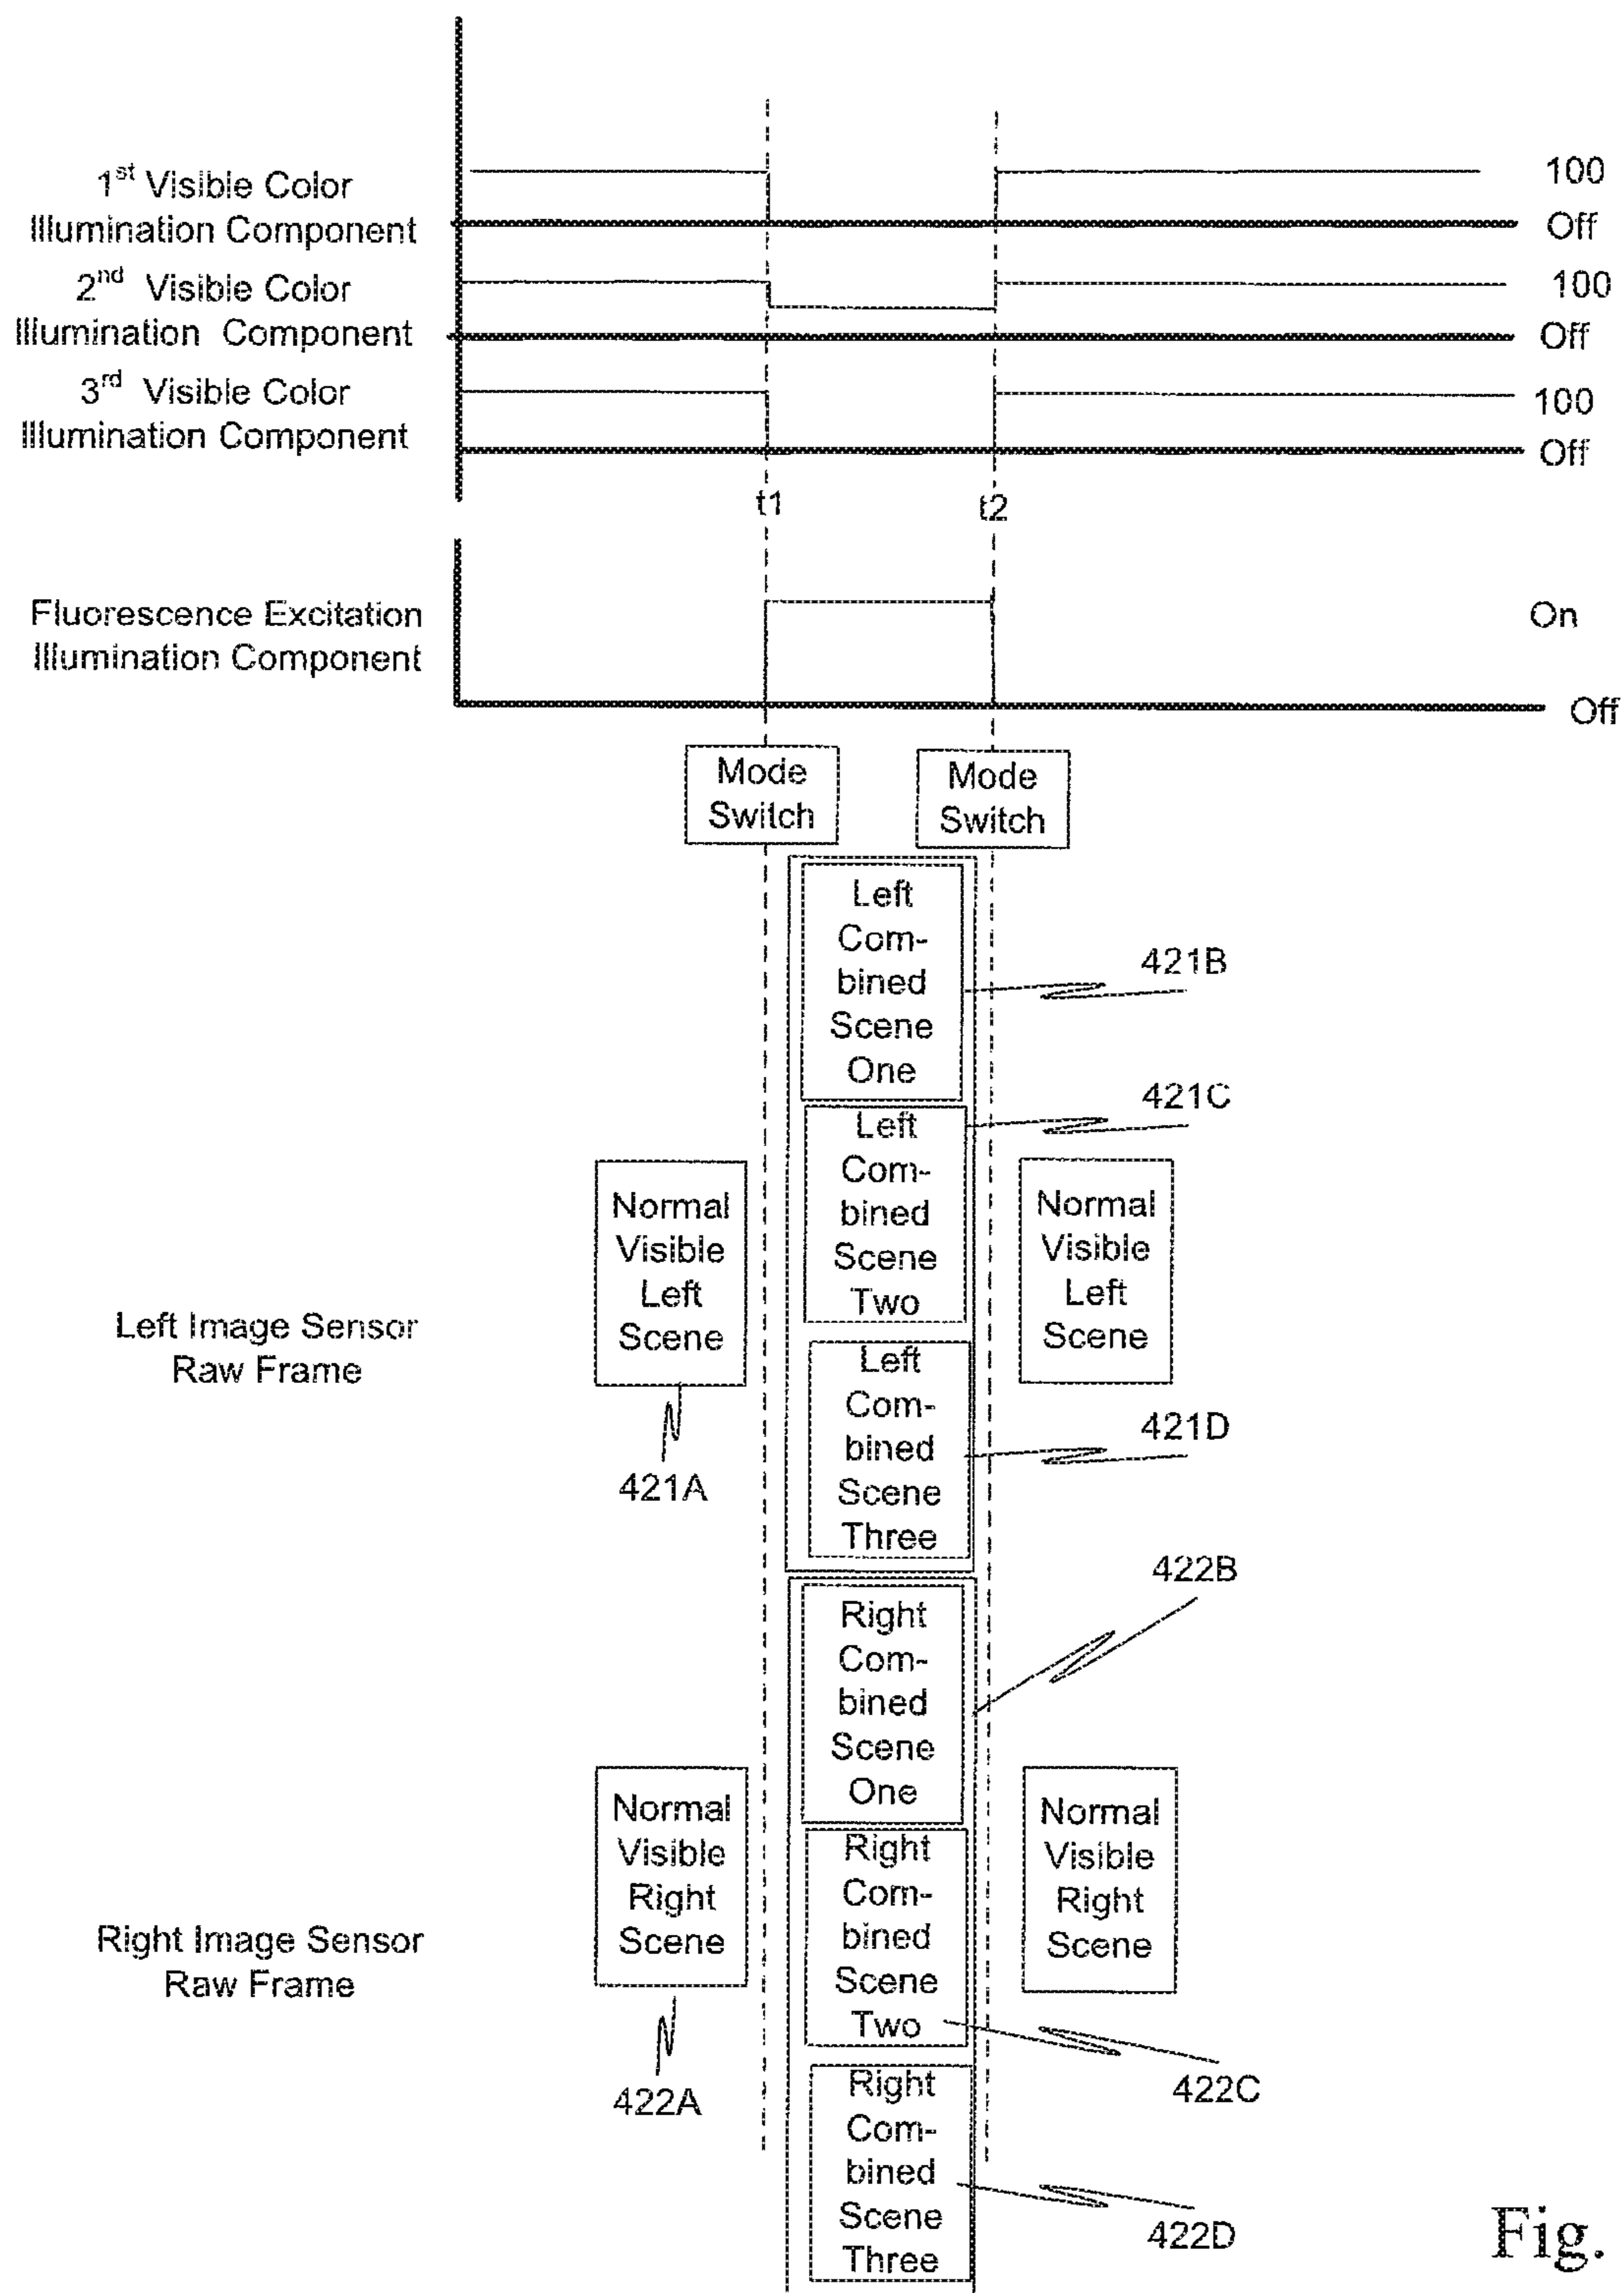 1st Visible Color
Illumination Component
100
Off
2nd Visible Color
Illumination Component
100
Off
3rd Visible Color
Illumination Component
100
Off
t1
t2
Fluorescence Excitation
Illumination Component
On
Off
Mode
Switch
Mode
Switch
Left Image Sensor
Raw Frame
Normal
Visible
Left
Scene
421A
Left
Com-
bined
Scene
One
421B
Left
Com-
bined
Scene
Two
421C
Left
Com-
bined
Scene
Three
421D
Normal
Visible
Left
Scene
Right Image Sensor
Raw Frame
Normal
Visible
Right
Scene
422A
Right
Com-
bined
Scene
One
422B
Right
Com-
bined
Scene
Two
422C
Right
Com-
bined
Scene
Three
422D
Normal
Visible
Right
Scene
Fig.